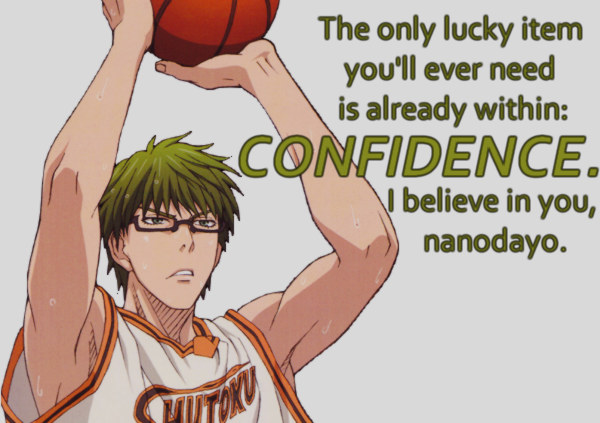 The only lucky item
you'll ever need
is already within:
CONFIDENCE.
I believe in you,
nanodayo.
SHUTOKU